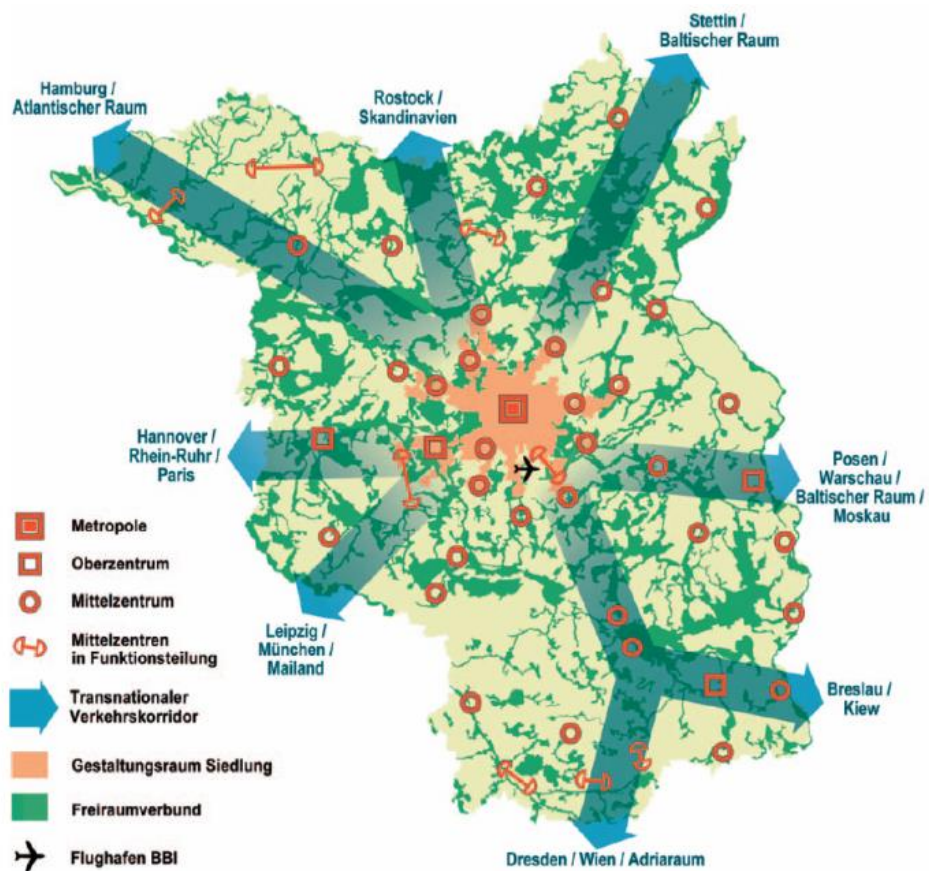 Stettin /
Baltischer Raum
Hamburg /
Atlantischer Raum
Rostock /
Skandinavien
Hannover /
Rhein-Ruhr /
Paris
Posen /
Warschau /
Baltischer Raum /
Moskau
Leipzig /
München /
Mailand
Breslau /
Kiew
Dresden / Wien / Adriaraum
Metropole
Oberzentrum
Mittelzentrum
Mittelzentren
in Funktionsteilung
Transnationaler
Verkehrskorridor
Gestaltungsraum Siedlung
Freiraumverbund
Flughafen BBI